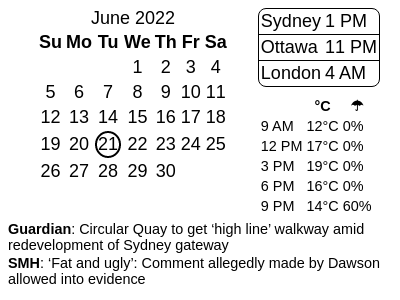 June 2022
Su Mo Tu We Th Fr Sa
1 2 3 4
5 6 7 8 9 10 11
12 13 14 15 16 17 18
19 20 21 22 23 24 25
26 27 28 29 30
Sydney 1 PM
Ottawa 11 PM
London 4 AM
°C ☂
9 AM 12°C 0%
12 PM 17°C 0%
3 PM 19°C 0%
6 PM 16°C 0%
9 PM 14°C 60%
Guardian: Circular Quay to get ‘high line’ walkway amid
redevelopment of Sydney gateway
SMH: ‘Fat and ugly’: Comment allegedly made by Dawson
allowed into evidence